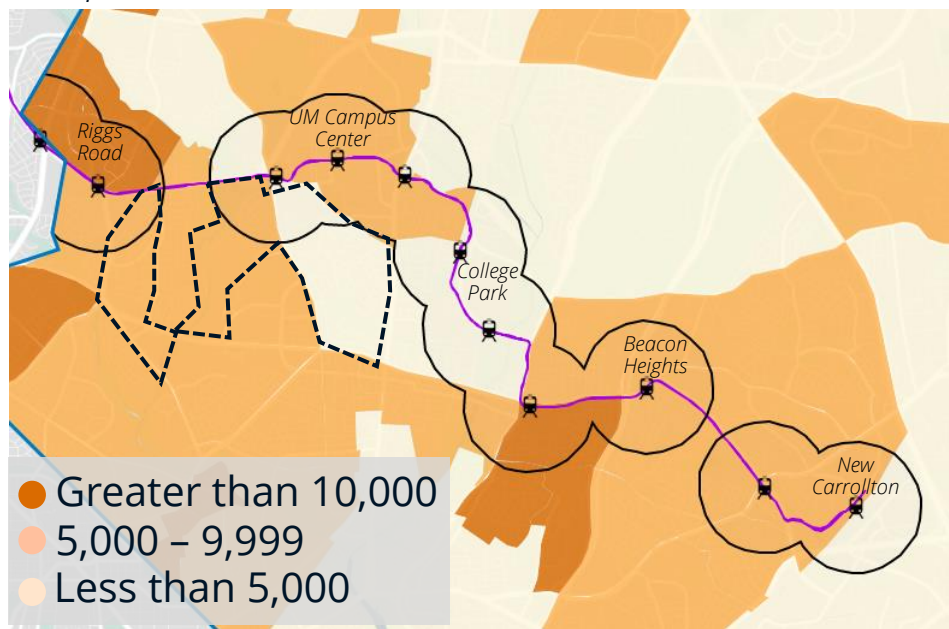 Riggs
Road
UM Campus
Center
College
Park
Beacon
Heights
New
Carrollton
Greater than 10,000
5,000 – 9,999
Less than 5,000